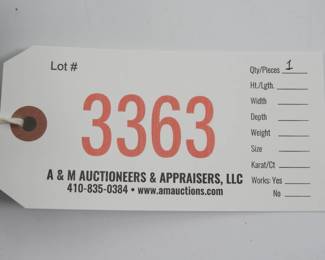 Lot #
3363
A & M AUCTIONEERS & APPRAISERS, LLC
410-835-0384 • www.amauctions.com
Qty/Pieces 1
Ht./Lgth.
Width
Depth
Weight
Size
Karat/Ct
Works: Yes
No